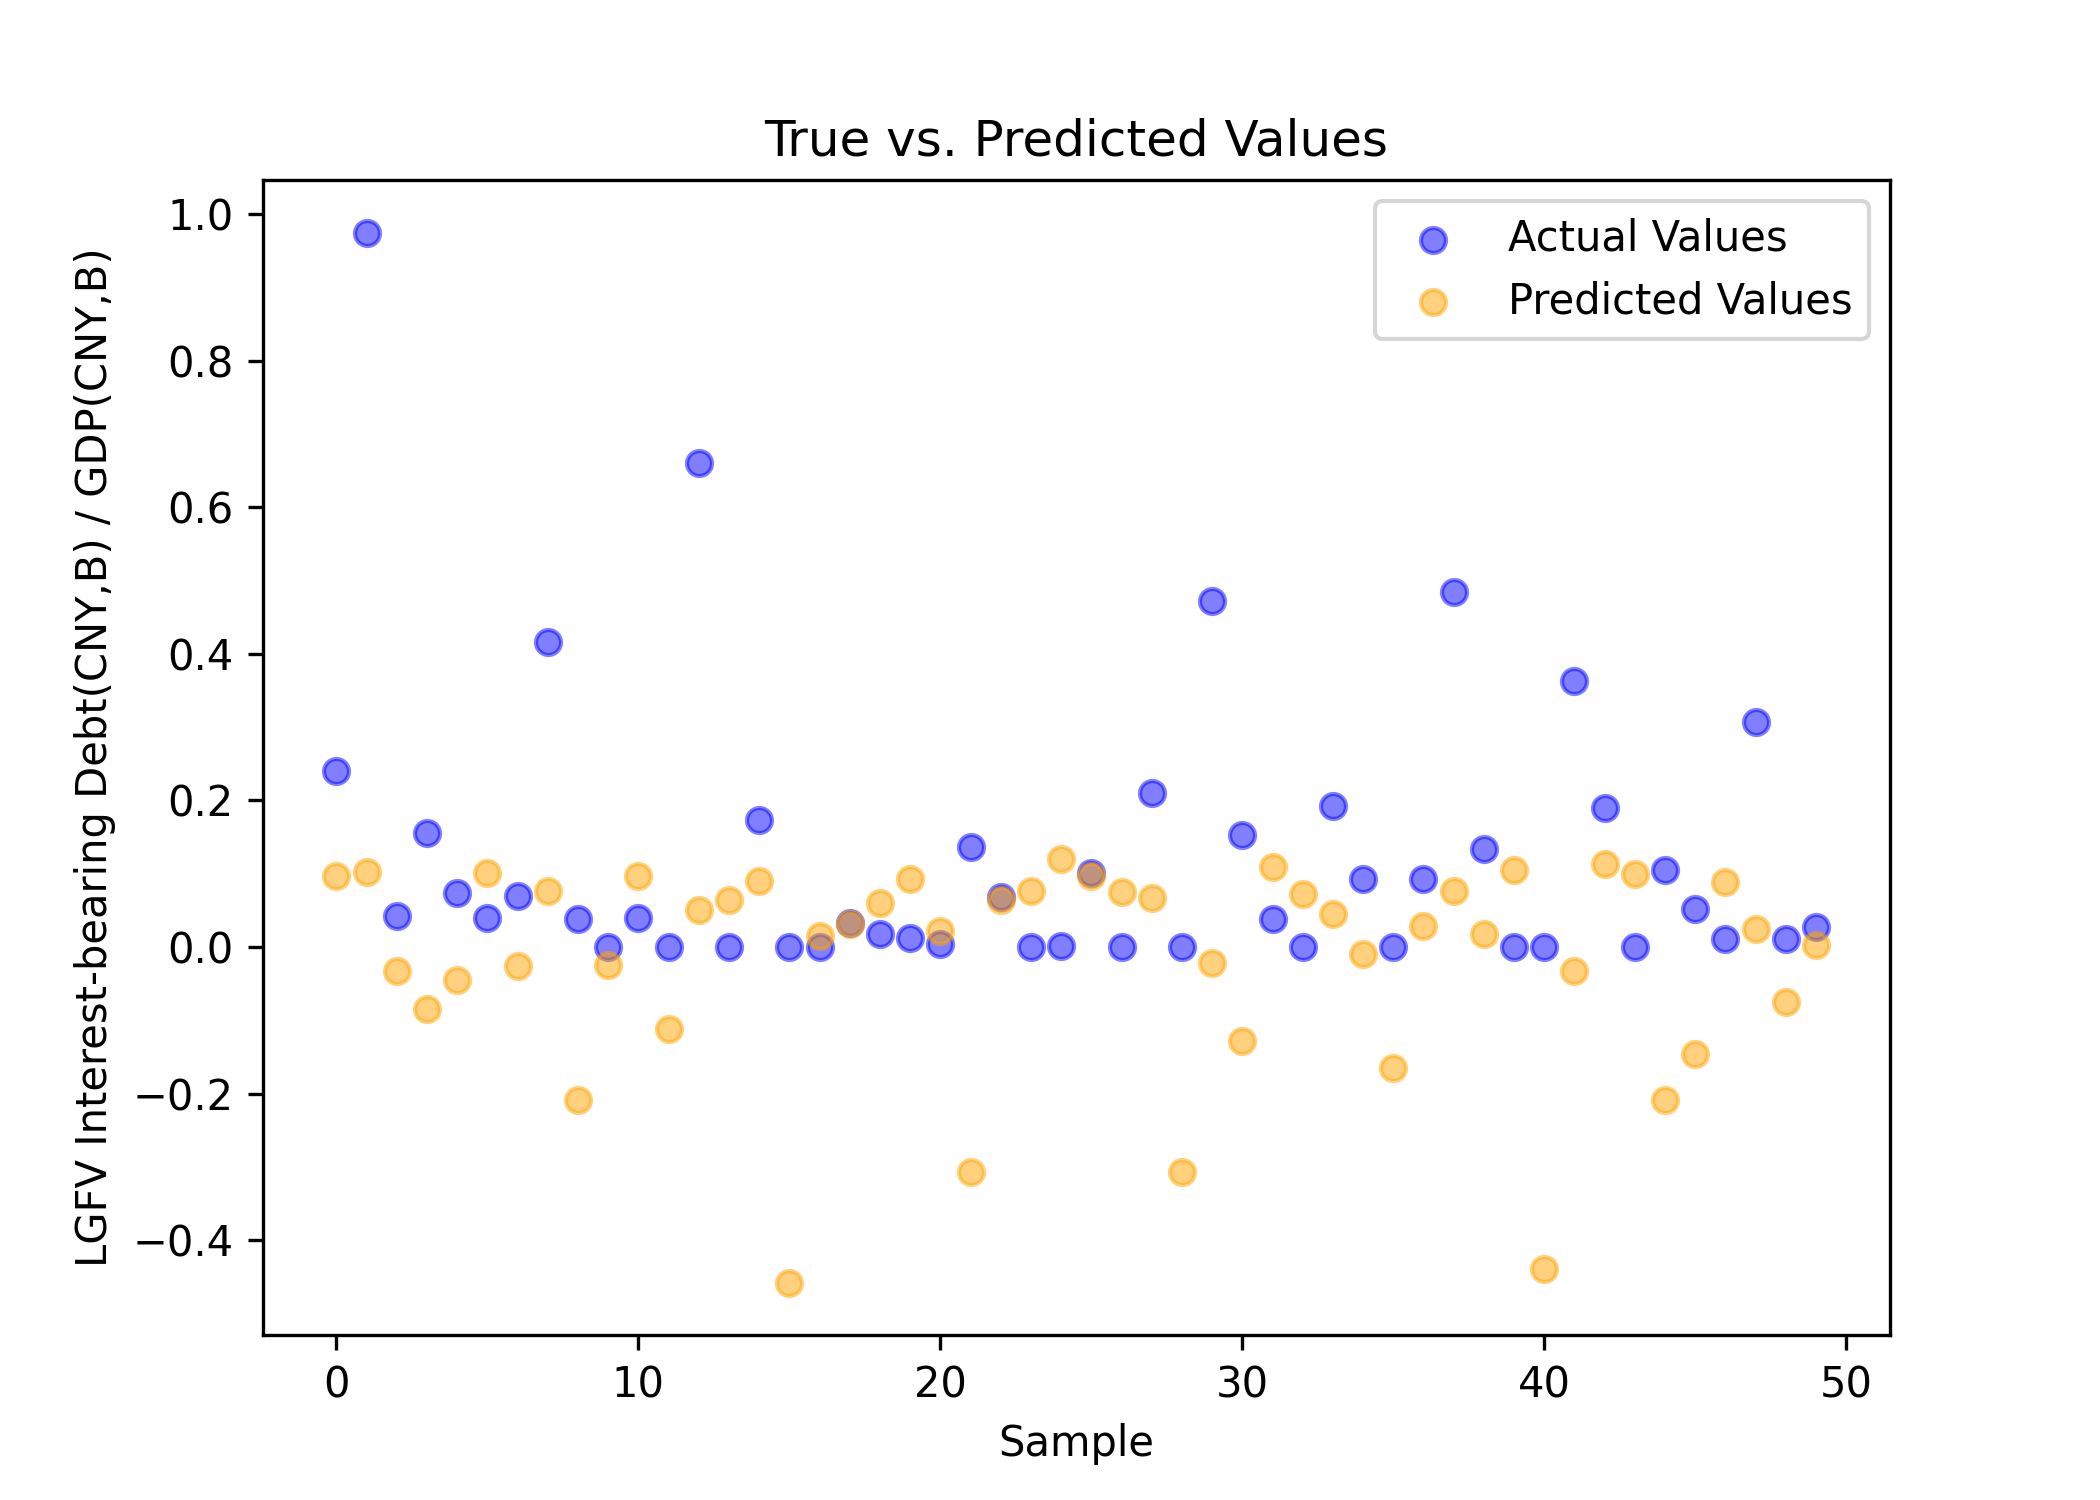 True vs. Predicted Values
Actual Values
Predicted Values
LGFV Interest-bearing Debt(CNY,B) / GDP(CNY,B)
1.0
0.8
0.6
0.4
0.2
0.0
−0.2
−0.4
0 10 20 30 40 50
Sample